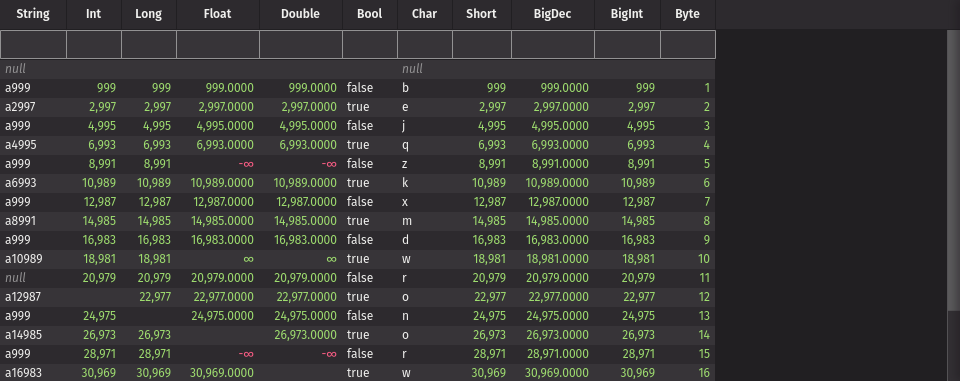 String Int Long Float Double Bool Char Short BigDec BigInt Byte
null null
a999 999 999 999.0000 999.0000 false b 999 999.0000 999 1
a2997 2,997 2,997 2,997.0000 2,997.0000 true e 2,997 2,997.0000 2,997 2
a999 4,995 4,995 4,995.0000 4,995.0000 false j 4,995 4,995.0000 4,995 3
a4995 6,993 6,993 6,993.0000 6,993.0000 true q 6,993 6,993.0000 6,993 4
a999 8,991 8,991 -∞ -∞ false z 8,991 8,991.0000 8,991 5
a6993 10,989 10,989 10,989.0000 10,989.0000 true k 10,989 10,989.0000 10,989 6
a999 12,987 12,987 12,987.0000 12,987.0000 false x 12,987 12,987.0000 12,987 7
a8991 14,985 14,985 14,985.0000 14,985.0000 true m 14,985 14,985.0000 14,985 8
a999 16,983 16,983 16,983.0000 16,983.0000 false d 16,983 16,983.0000 16,983 9
a10989 18,981 18,981 ∞ ∞ true w 18,981 18,981.0000 18,981 10
null 20,979 20,979 20,979.0000 20,979.0000 false r 20,979 20,979.0000 20,979 11
a12987 22,977 22,977.0000 22,977.0000 true o 22,977 22,977.0000 22,977 12
a999 24,975 24,975.0000 24,975.0000 false n 24,975 24,975.0000 24,975 13
a14985 26,973 26,973 26,973.0000 true o 26,973 26,973.0000 26,973 14
a999 28,971 28,971 -∞ -∞ false r 28,971 28,971.0000 28,971 15
a16983 30,969 30,969 30,969.0000 true w 30,969 30,969.0000 30,969 16